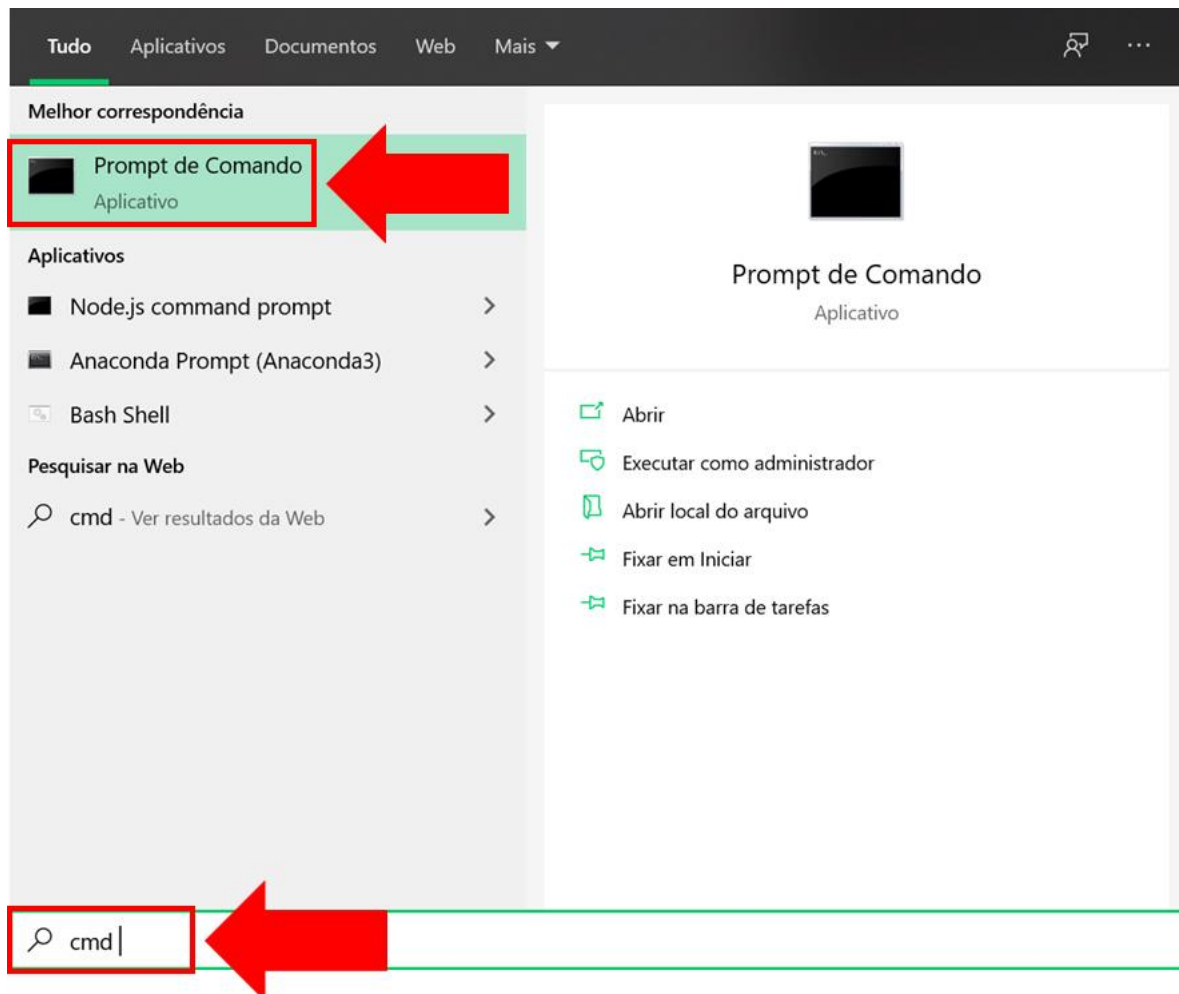 Tudo Aplicativos Documentos Web Mais
Melhor correspondência
Prompt de Comando
Aplicativo
Aplicativos
Node.js command prompt
Anaconda Prompt (Anaconda3)
Bash Shell
Pesquisar na Web
cmd - Ver resultados da Web
Prompt de Comando
Aplicativo
Abrir
Executar como administrador
Abrir local do arquivo
Fixar em Iniciar
Fixar na barra de tarefas
cmd